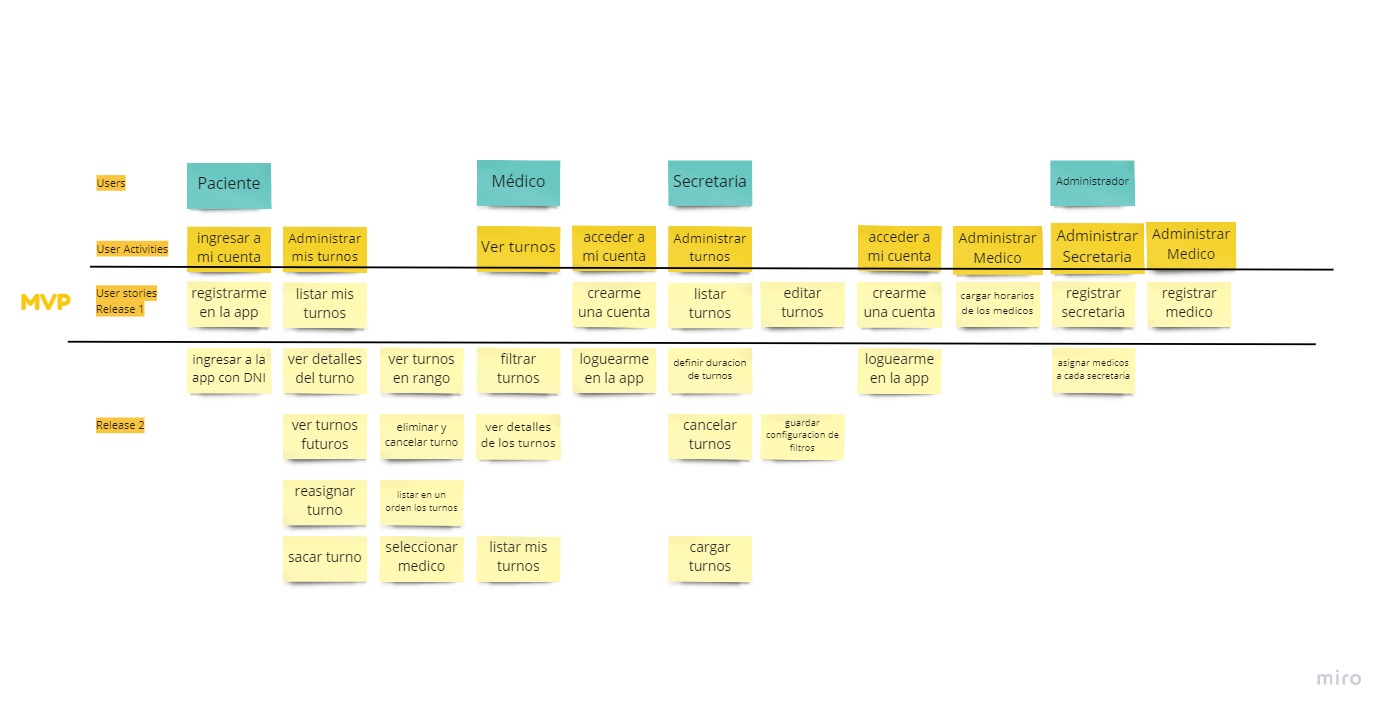 Users
Paciente
Médico
Secretaria
Administrador
User Activities
ingresar a
mi cuenta
Administrar
mis turnos
Ver turnos
acceder a
mi cuenta
Administrar
turnos
acceder a
mi cuenta
Administrar
Medico
Administrar
Secretaria
Administrar
Medico
MVP
User stories
Release 1
registrarme
en la app
listar mis
turnos
crearme
una cuenta
listar
turnos
editar
turnos
crearme
una cuenta
cargar horarios
de los medicos
registrar
secretaria
registrar
medico
ingresar a la
app con DNI
ver detalles
del turno
ver turnos
en rango
filtrar
turnos
loguearme
en la app
definir duracion
de turnos
loguearme
en la app
asignar medicos
a cada secretaria
Release 2
ver turnos
futuros
eliminar y
cancelar turno
ver detalles
de los turnos
cancelar
turnos
guardar
configuracion de
filtros
reasignar
turno
listar en un
orden los turnos
sacar turno
seleccionar
medico
listar mis
turnos
cargar
turnos
miro